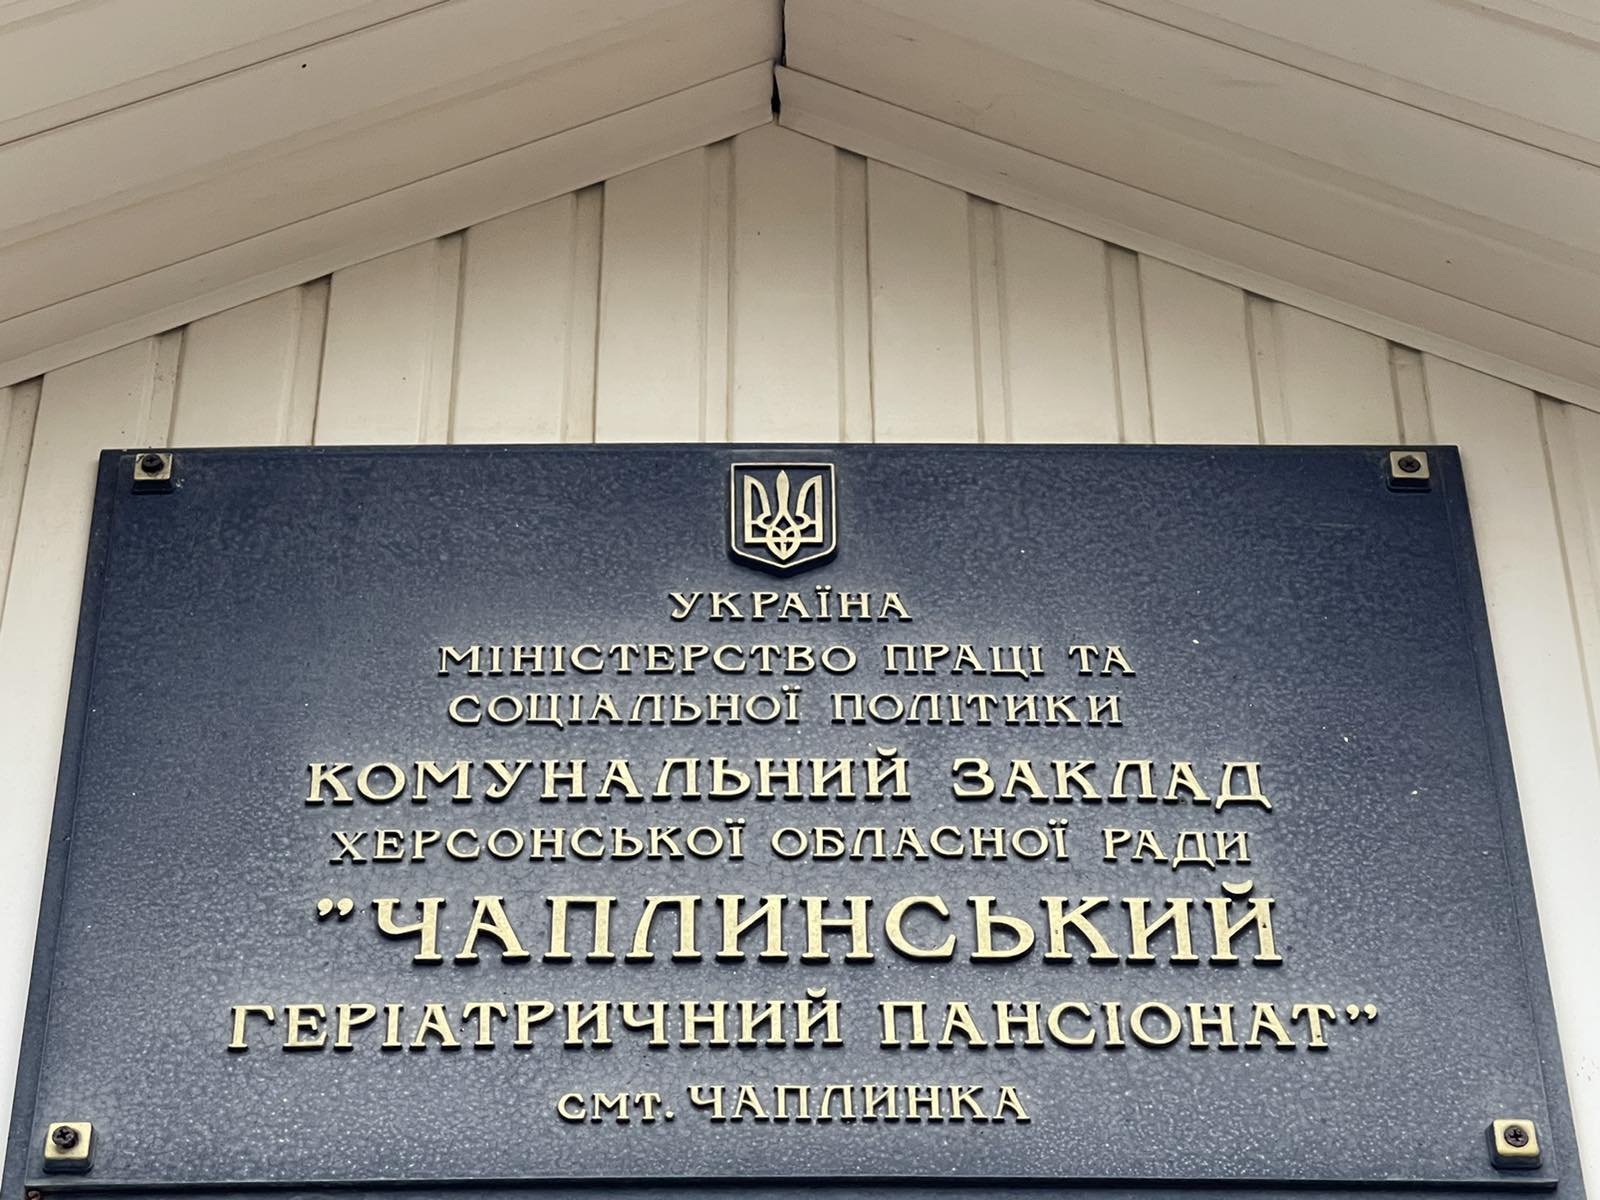 УКРАЇНА
МІНІСТЕРСТВО ПРАЦІ ТА
СОЦІАЛЬНОЇ ПОЛІТИКИ
КОМУНАЛЬНИЙ ЗАКЛАД
ХЕРСОНСЬКОЇ ОБЛАСНОЇ РАДИ
”ЧАПЛИНСЬКИЙ
ГЕРІАТРИЧНИЙ ПАНСІОНАТ”
смт. ЧАПЛИНКА